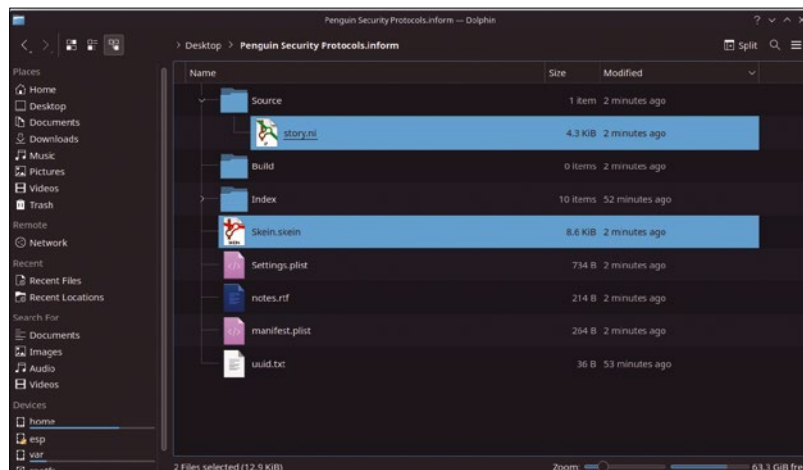 Penguin Security Protocols.inform — Dolphin
Desktop > Penguin Security Protocols.inform
Split
Places
Home
Desktop
Documents
Downloads
Music
Pictures
Videos
Trash
Remote
Network
Recent
Recent Files
Recent Locations
Search For
Documents
Images
Audio
Videos
Devices
home
esp
var
Name Size Modified
Source 1 item 2 minutes ago
story.ni 4.3 KiB 2 minutes ago
Build 0 items 2 minutes ago
Index 10 items 52 minutes ago
Skein.skein 8.6 KiB 2 minutes ago
Settings.plist 734 B 2 minutes ago
notes.rtf 214 B 2 minutes ago
manifest.plist 264 B 2 minutes ago
uuid.txt 36 B 53 minutes ago
2 Files selected (12.9 KiB) Zoom: 63.3 GiB fre